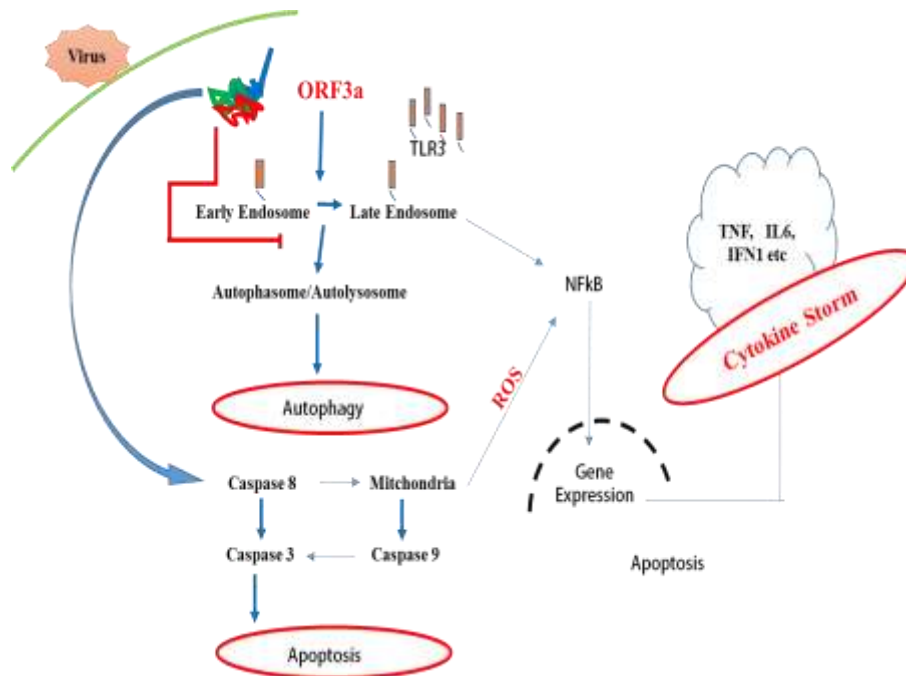 Virus
ORF3a
TLR3
Early Endosome
Late Endosome
TNF, IL6,
IFN1 etc
NFkB
Autophasome/Autolysosome
Cytokine Storm
ROS
Autophagy
Gene
Expression
Caspase 8
Mitchondria
Caspase 3
Caspase 9
Apoptosis
Apoptosis